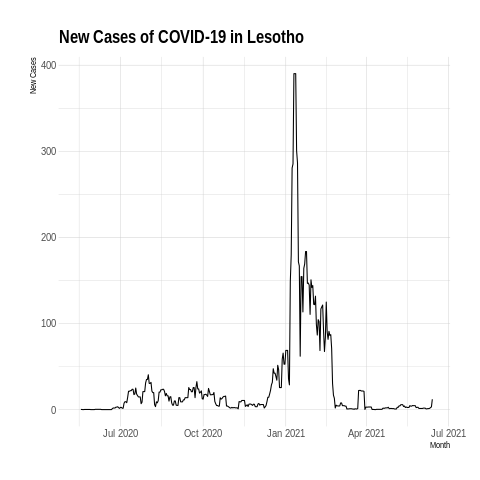 New Cases of COVID-19 in Lesotho
New Cases
400
300
200
100
0
Jul 2020
Oct 2020
Jan 2021
Apr 2021
Jul 2021
Month